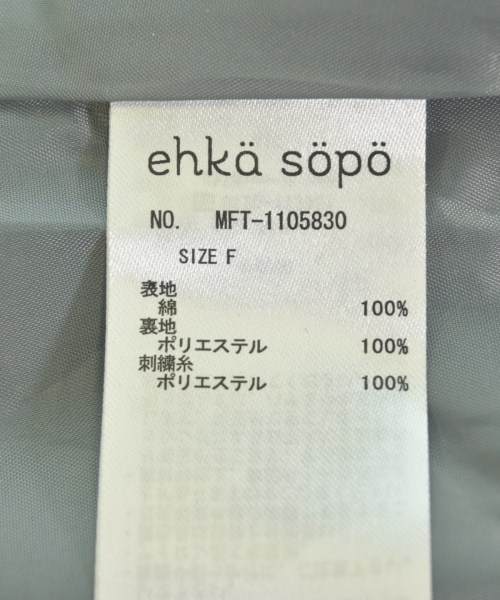 ehkä söpö
NO. MFT-1105830
SIZE F
表地
綿 100%
裏地
ポリエステル 100%
刺繍糸
ポリエステル 100%